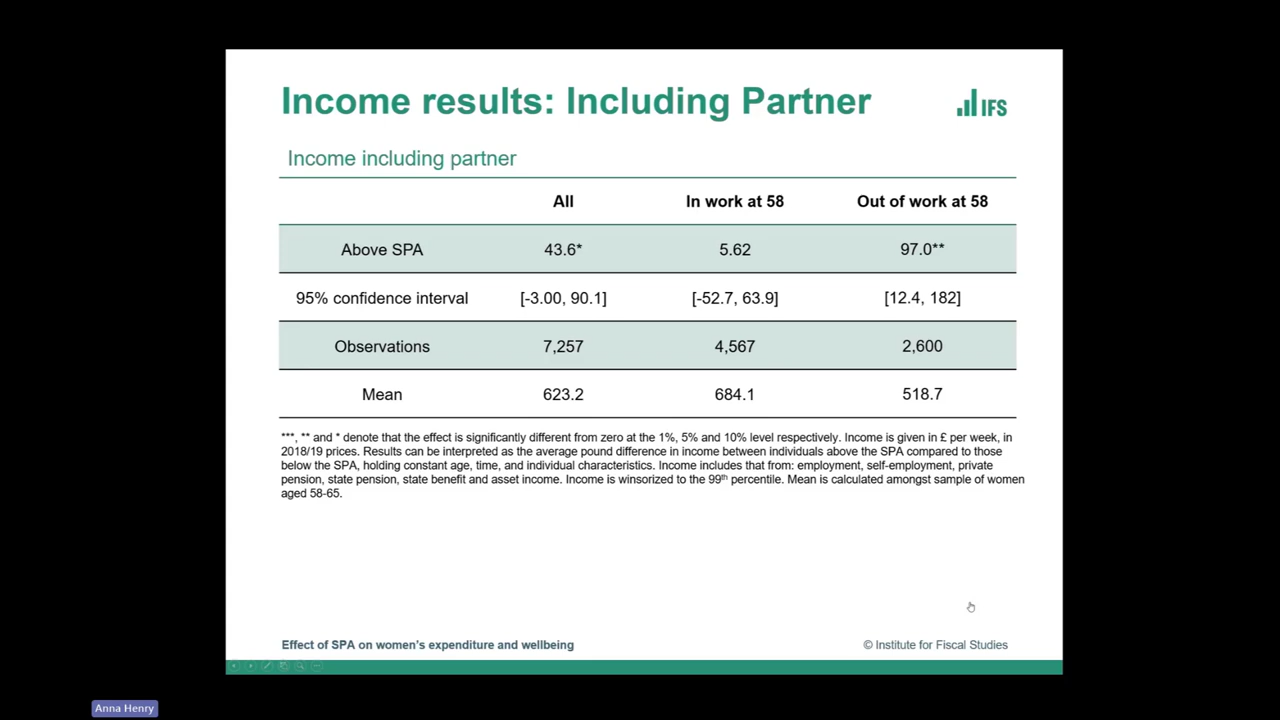 Income results: Including Partner
IFS
Income including partner
All In work at 58 Out of work at 58
Above SPA 43.6* 5.62 97.0**
95% confidence interval [-3.00, 90.1] [-52.7, 63.9] [12.4, 182]
Observations 7,257 4,567 2,600
Mean 623.2 684.1 518.7
***, ** and * denote that the effect is significantly different from zero at the 1%, 5% and 10% level respectively. Income is given in £ per week, in
2018/19 prices. Results can be interpreted as the average pound difference in income between individuals above the SPA compared to those
below the SPA, holding constant age, time, and individual characteristics. Income includes that from: employment, self-employment, private
pension, state pension, state benefit and asset income. Income is winsorized to the 99th percentile. Mean is calculated amongst sample of women
aged 58-65.
Effect of SPA on women's expenditure and wellbeing
© Institute for Fiscal Studies
Anna Henry